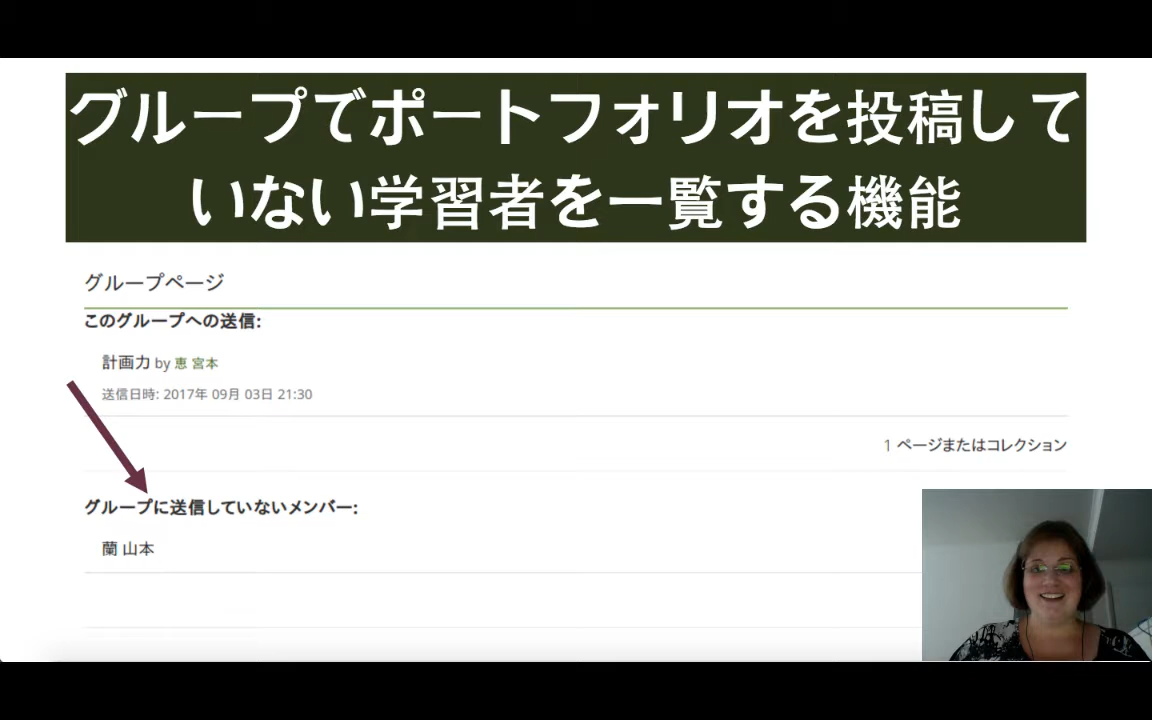 グループでポートフォリオを投稿して
いない学習者を一覧する機能
グループページ
このグループへの送信:
計画力 by 恵 宮本
送信日時: 2017年 09月 03日 21:30
1 ページまたはコレクション
グループに送信していないメンバー:
蘭 山本